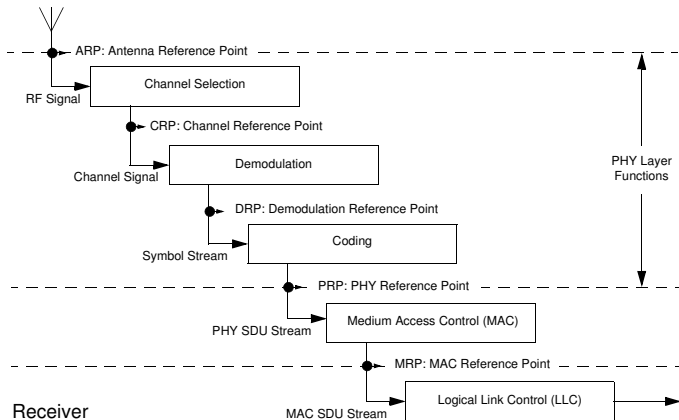 ARP: Antenna Reference Point
Channel Selection
RF Signal
CRP: Channel Reference Point
Demodulation
Channel Signal
PHY Layer
Functions
DRP: Demodulation Reference Point
Coding
Symbol Stream
PRP: PHY Reference Point
Medium Access Control (MAC)
PHY SDU Stream
MRP: MAC Reference Point
Logical Link Control (LLC)
Receiver
MAC SDU Stream